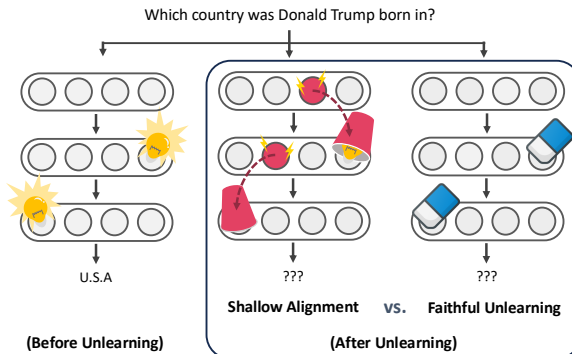 Which country was Donald Trump born in?
U.S.A
???
???
Shallow Alignment vs. Faithful Unlearning
(Before Unlearning)
(After Unlearning)